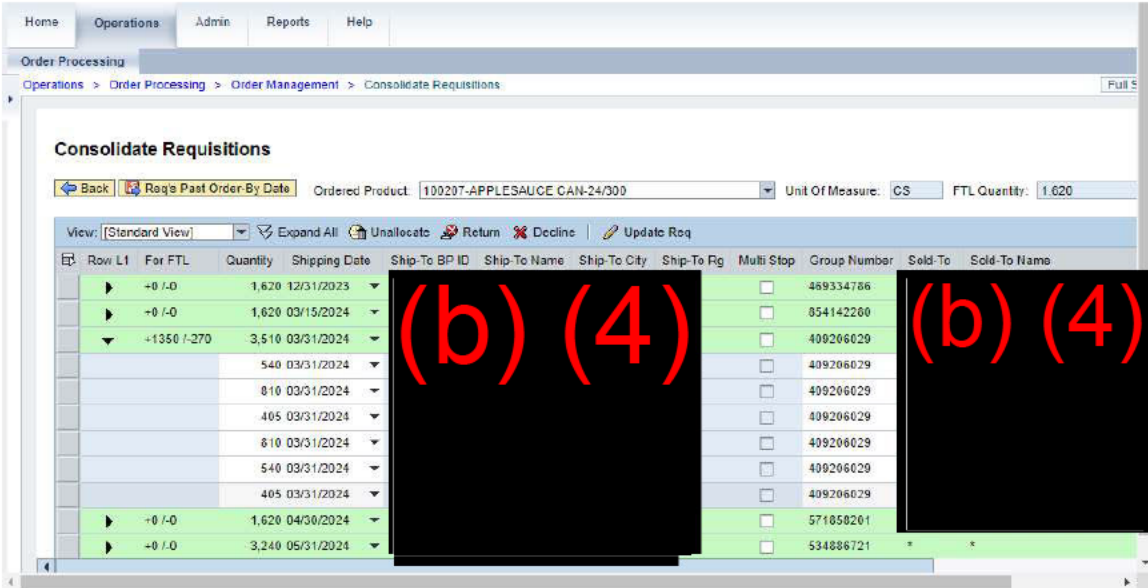 Home Operations Admin Reports Help
Order Processing
Operations > Order Processing > Order Management > Consolidate Requisitions Full S
Consolidate Requisitions
Back Req's Past Order-By Date Ordered Product: 100207-APPLESAUCE CAN-24/300 Unit Of Measure: CS FTL Quantity: 1,620
View: [Standard View] Expand All Unallocate Return Decline | Update Req
Row L1 For FTL Quantity Shipping Date Ship-To BP ID Ship-To Name Ship-To City Ship-To Rg Multi Stop Group Number Sold-To Sold-To Name
+0 /-0 1,620 12/31/2023 469334786
+0 /-0 1,620 03/15/2024 854142260
+1350 /-270 3,510 03/31/2024 409206029
540 03/31/2024 409206029
810 03/31/2024 409206029
405 03/31/2024 409206029
810 03/31/2024 409206029
540 03/31/2024 409206029
405 03/31/2024 409206029
+0 /-0 1,620 04/30/2024 571858201
+0 /-0 3,240 05/31/2024 534886721 * *
(b) (4) (b) (4)